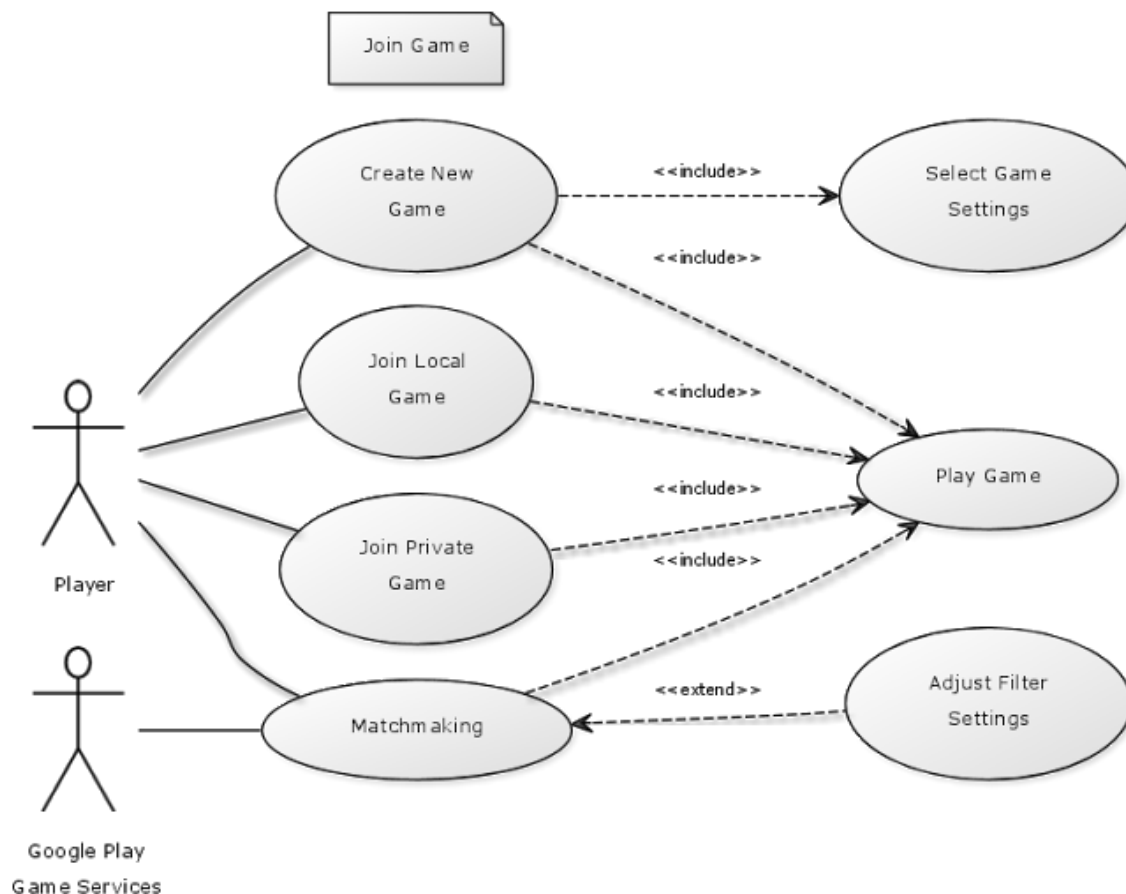 Join Game
Create New
Game
<<include>>
Select Game
Settings
<<include>>
Join Local
Game
<<include>>
Play Game
<<include>>
Join Private
Game
<<include>>
Player
<<extend>>
Adjust Filter
Settings
Matchmaking
Google Play
Game Services